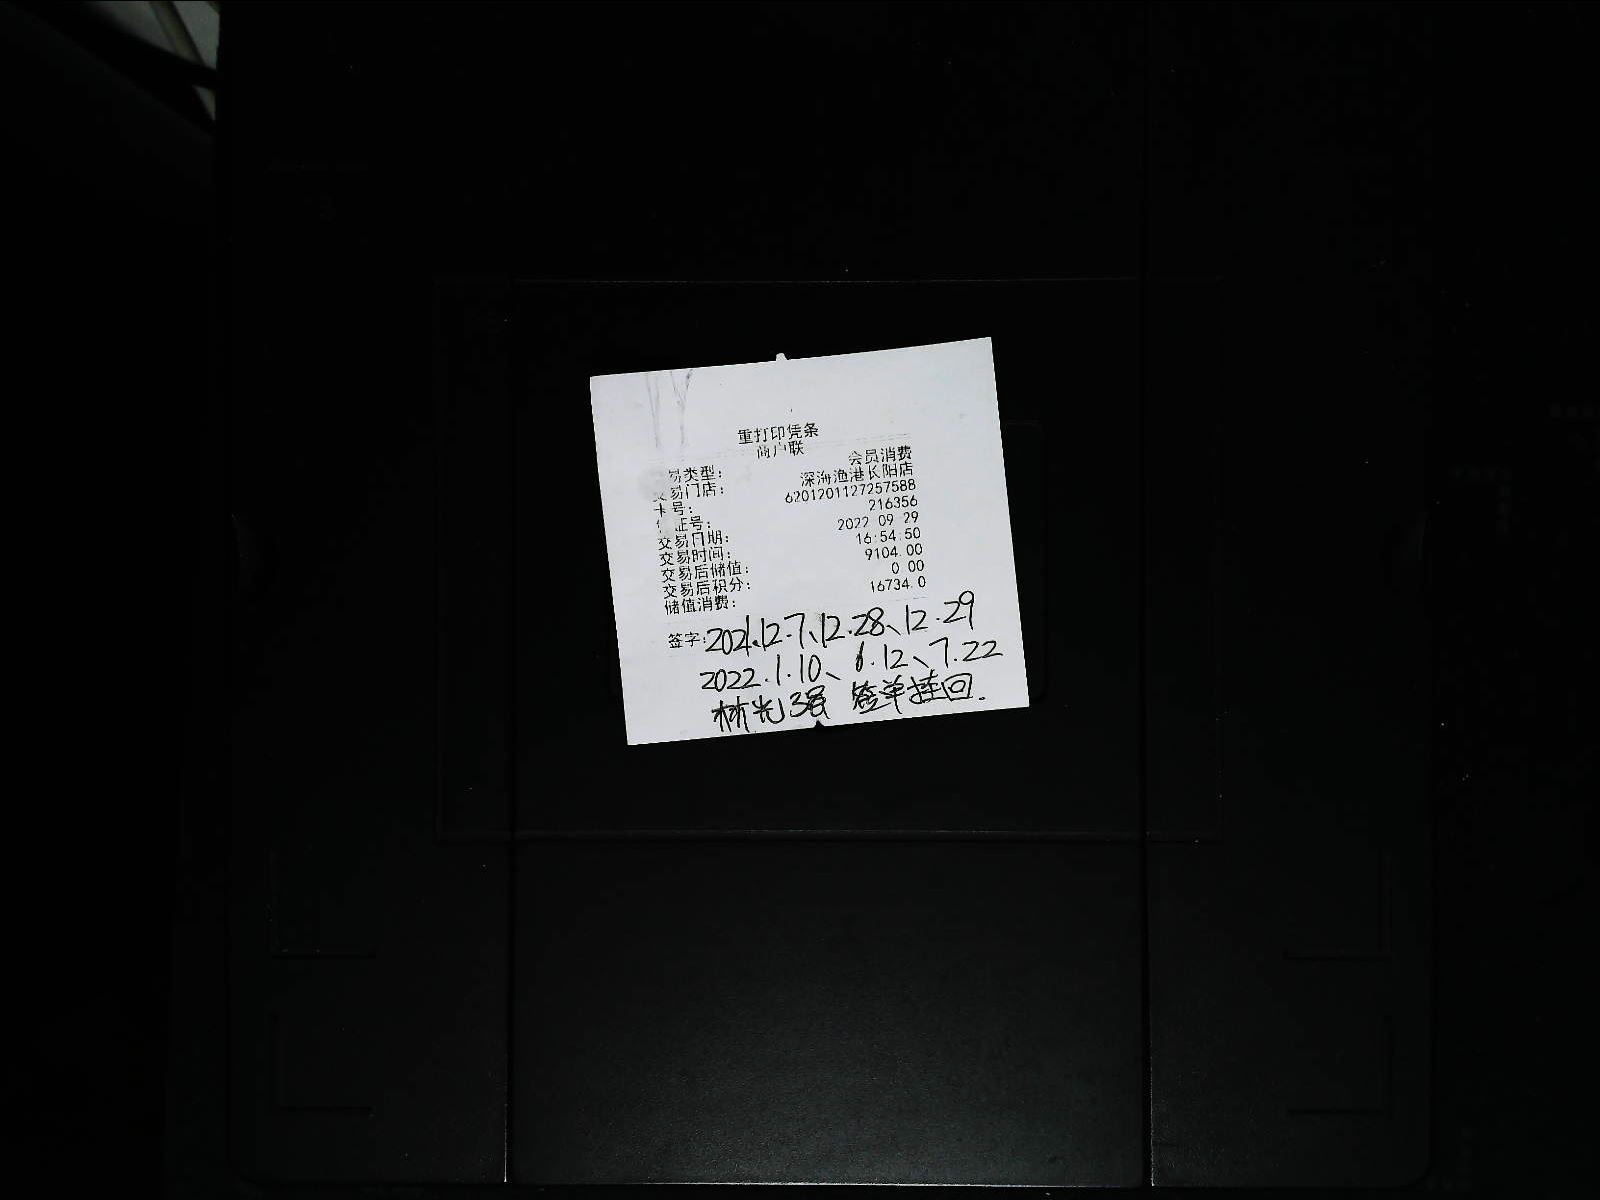 重打印凭条
商户联
易类型： 会员消费
交易门店： 深海渔港长阳店
卡号： 6201201127257588
证号： 216356
交易日期： 2022 09 29
交易时间： 16:54:50
交易后储值： 9104.00
交易后积分： 0 00
储值消费： 16734.0
签字：2021.12.7、12.28、12.29
2022.1.10、6.12、7.22
林光强 签单挂回.